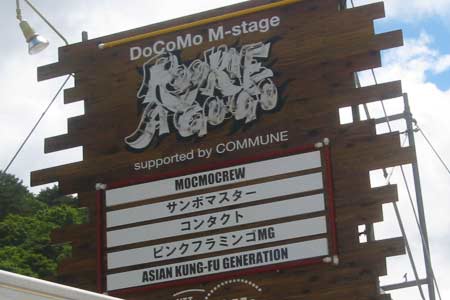 DoCoMo M-stage
ROOKIE
A Go-Go
supported by COMMUNE
MOCMOCREW
サンボマスター
コンタクト
ピンクフラミンゴMG
ASIAN KUNG-FU GENERATION